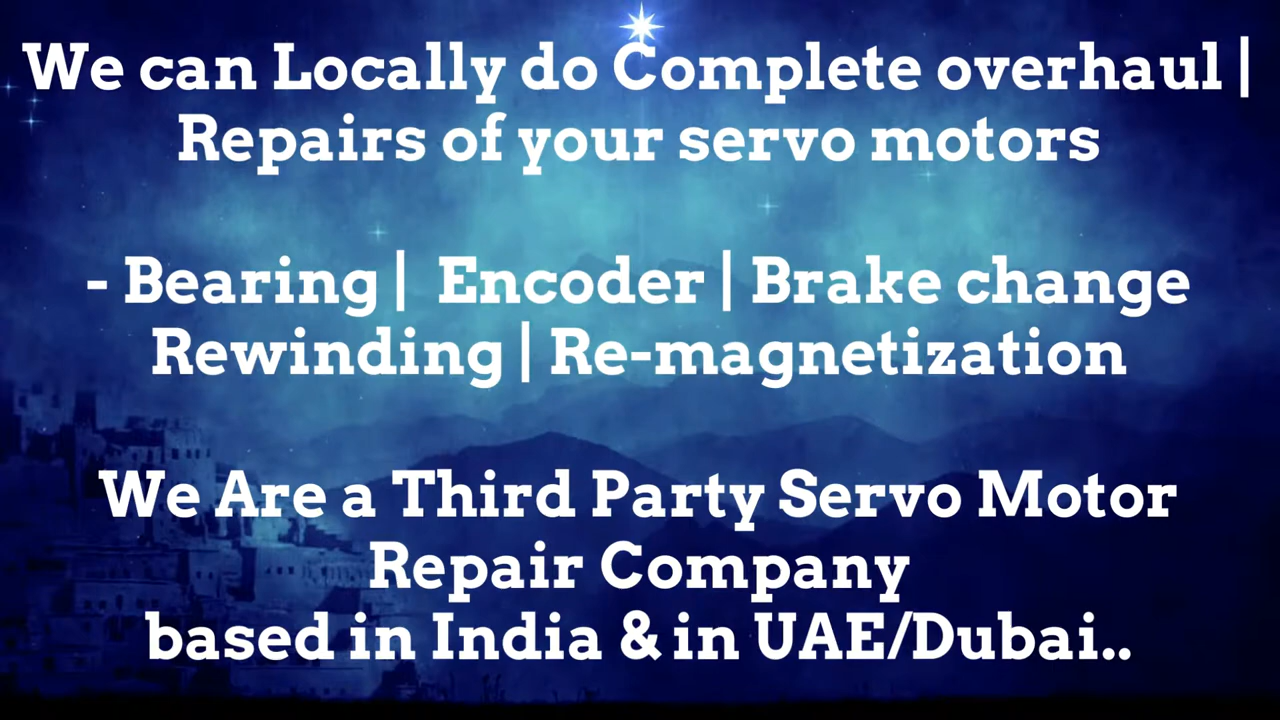 We can Locally do Complete overhaul |
Repairs of your servo motors
- Bearing | Encoder | Brake change
Rewinding | Re-magnetization
We Are a Third Party Servo Motor
Repair Company
based in India & in UAE/Dubai..